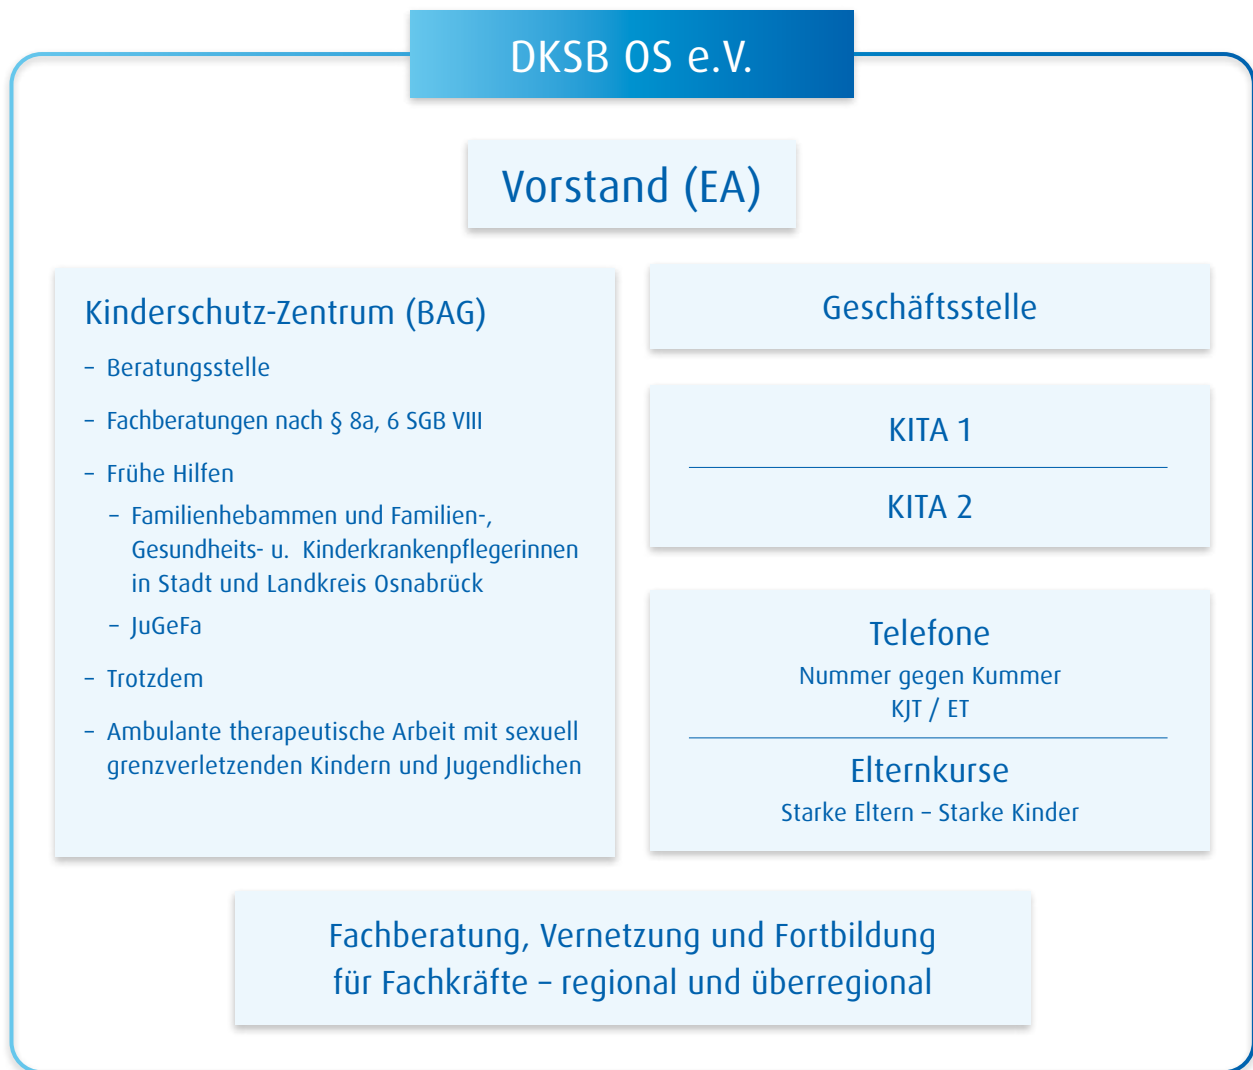 DKSB OS e.V.
Vorstand (EA)
Kinderschutz-Zentrum (BAG)
– Beratungsstelle
– Fachberatungen nach § 8a, 6 SGB VIII
– Frühe Hilfen
– Familienhebammen und Familien-,
Gesundheits- u. Kinderkrankenpflegerinnen
in Stadt und Landkreis Osnabrück
– JuGeFa
– Trotzdem
– Ambulante therapeutische Arbeit mit sexuell
grenzverletzenden Kindern und Jugendlichen
Geschäftsstelle
KITA 1
KITA 2
Telefone
Nummer gegen Kummer
KJT / ET
Elternkurse
Starke Eltern – Starke Kinder
Fachberatung, Vernetzung und Fortbildung
für Fachkräfte – regional und überregional